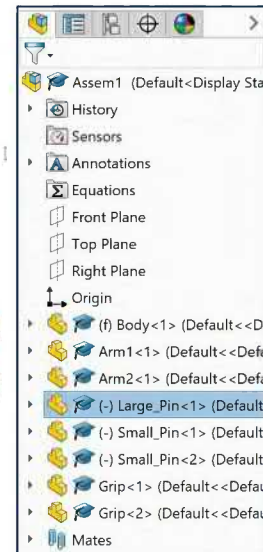 Assem1 (Default<Display Sta
History
Sensors
Annotations
Equations
Front Plane
Top Plane
Right Plane
Origin
(f) Body<1> (Default<<D
Arm1<1> (Default<<Defa
Arm2<1> (Default<<Defa
(-) Large_Pin<1> (Default
(-) Small_Pin<1> (Default
(-) Small_Pin<2> (Default
Grip<1> (Default<<Defau
Grip<2> (Default<<Defau
Mates